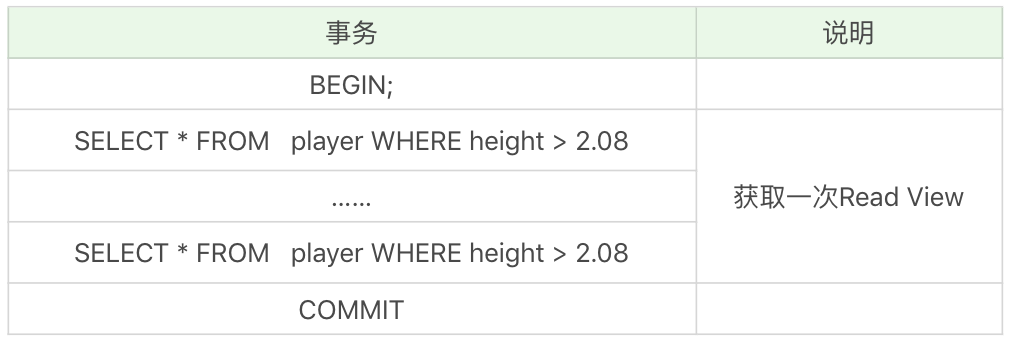 事务 说明
BEGIN;
SELECT * FROM player WHERE height > 2.08
获取一次Read View
……
SELECT * FROM player WHERE height > 2.08
COMMIT